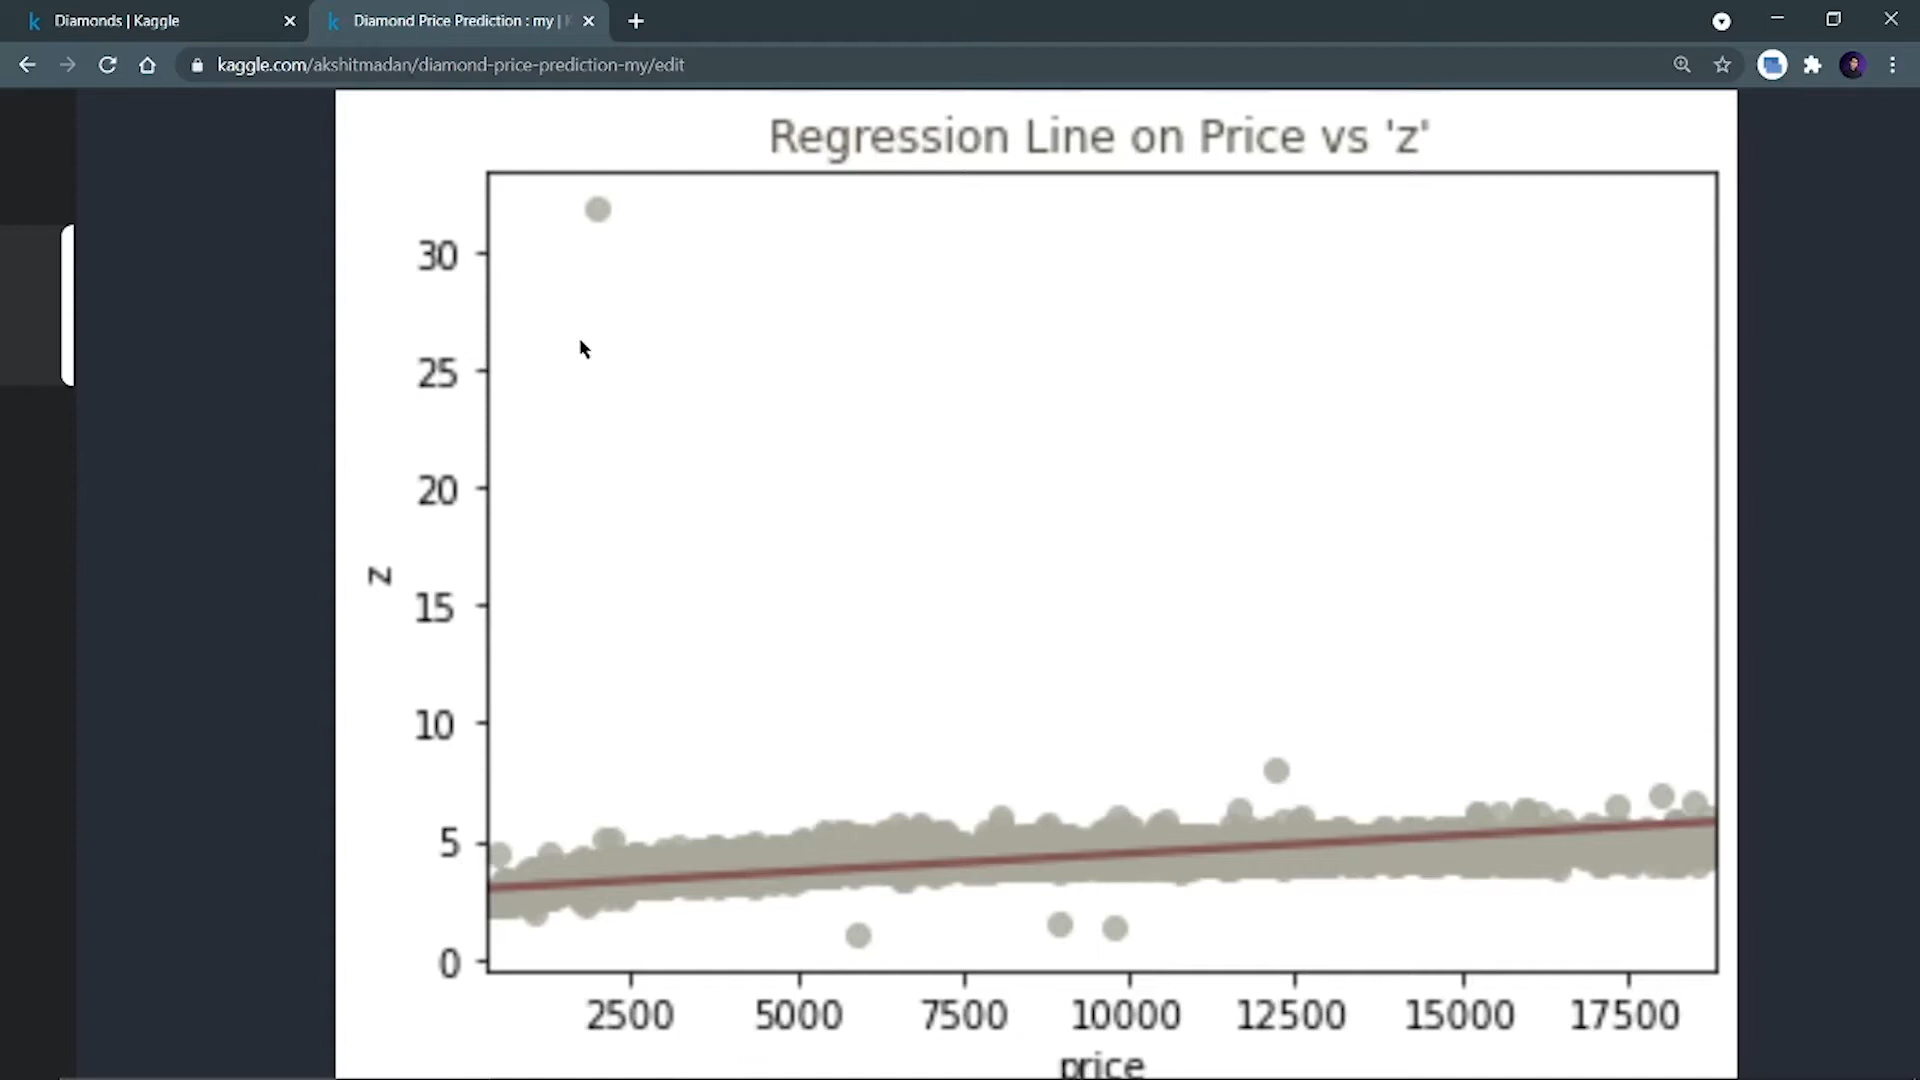 Diamonds | Kaggle
Diamond Price Prediction : my |
kaggle.com/akshitmadan/diamond-price-prediction-my/edit
Regression Line on Price vs 'z'
30
25
20
15
10
5
0
z
2500 5000 7500 10000 12500 15000 17500
price